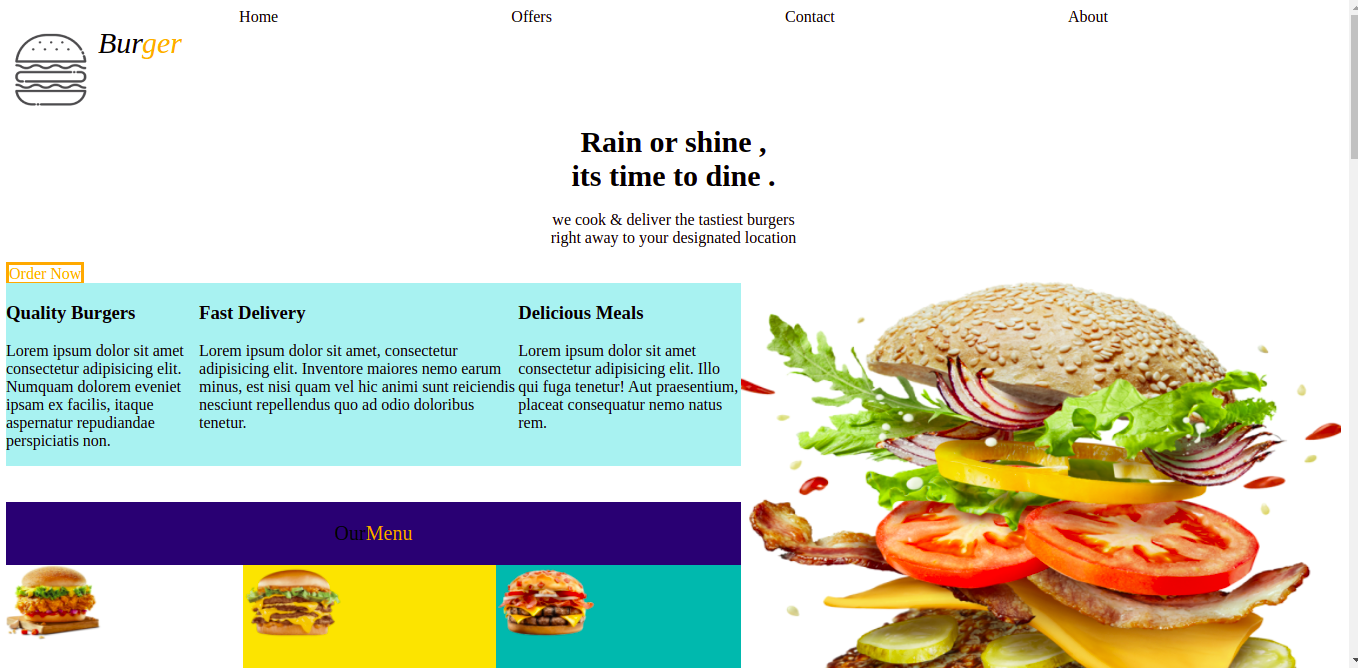 Home Offers Contact About
Burger
Rain or shine ,
its time to dine .
we cook & deliver the tastiest burgers
right away to your designated location
Order Now
Quality Burgers
Lorem ipsum dolor sit amet
consectetur adipisicing elit.
Numquam dolorem eveniet
ipsam ex facilis, itaque
aspernatur repudiandae
perspiciatis non.
Fast Delivery
Lorem ipsum dolor sit amet, consectetur
adipisicing elit. Inventore maiores nemo earum
minus, est nisi quam vel hic animi sunt reiciendis
nesciunt repellendus quo ad odio doloribus
tenetur.
Delicious Meals
Lorem ipsum dolor sit amet
consectetur adipisicing elit. Illo
qui fuga tenetur! Aut praesentium,
placeat consequatur nemo natus
rem.
OurMenu